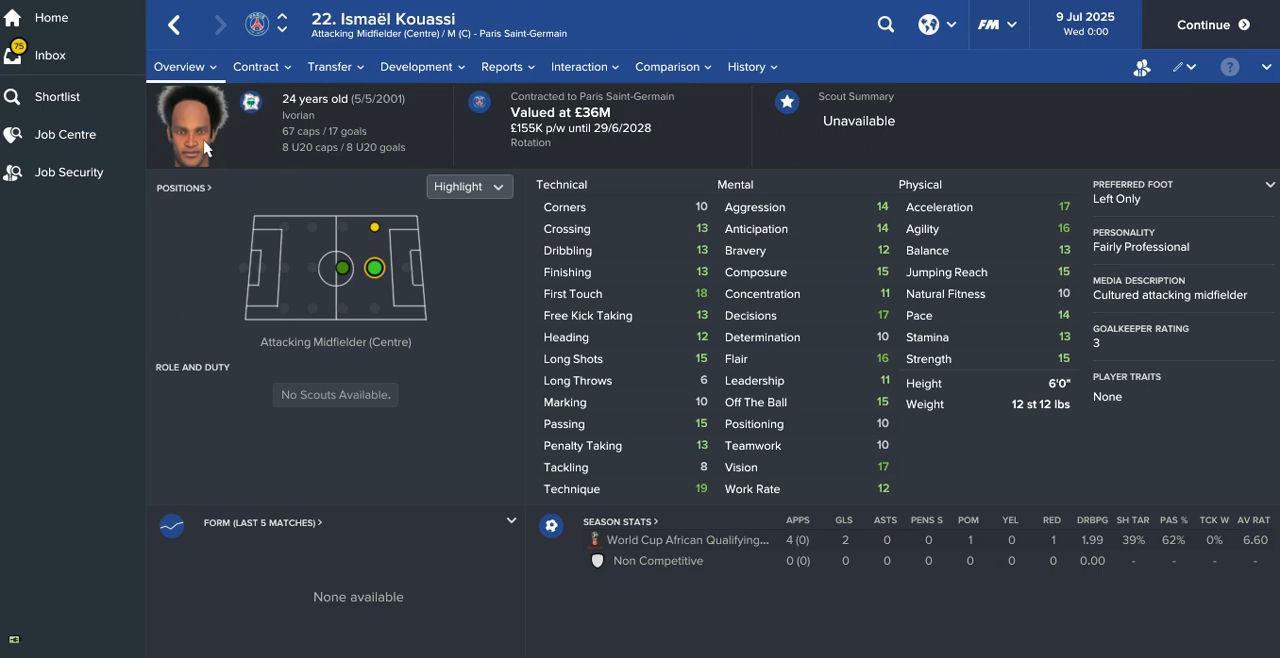 Home
75
Inbox
Shortlist
Job Centre
Job Security
22. Ismaël Kouassi
Attacking Midfielder (Centre) / M (C) - Paris Saint-Germain
FM
9 Jul 2025
Wed 0:00
Continue
Overview Contract Transfer Development Reports Interaction Comparison History ?
24 years old (5/5/2001)
Ivorian
67 caps / 17 goals
8 U20 caps / 8 U20 goals
Contracted to Paris Saint-Germain
Valued at £36M
£155K p/w until 29/6/2028
Rotation
Scout Summary
Unavailable
POSITIONS >
Highlight
Attacking Midfielder (Centre)
ROLE AND DUTY
No Scouts Available.
Technical
Corners 10
Crossing 13
Dribbling 13
Finishing 13
First Touch 18
Free Kick Taking 13
Heading 12
Long Shots 15
Long Throws 6
Marking 10
Passing 15
Penalty Taking 13
Tackling 8
Technique 19
Mental
Aggression 14
Anticipation 14
Bravery 12
Composure 15
Concentration 11
Decisions 17
Determination 10
Flair 16
Leadership 11
Off The Ball 15
Positioning 10
Teamwork 10
Vision 17
Work Rate 12
Physical
Acceleration 17
Agility 16
Balance 13
Jumping Reach 15
Natural Fitness 10
Pace 14
Stamina 13
Strength 15
Height 6'0"
Weight 12 st 12 lbs
PREFERRED FOOT
Left Only
PERSONALITY
Fairly Professional
MEDIA DESCRIPTION
Cultured attacking midfielder
GOALKEEPER RATING
3
PLAYER TRAITS
None
FORM (LAST 5 MATCHES) >
None available
SEASON STATS > APPS GLS ASTS PENS S POM YEL RED DRBPG SH TAR PAS % TCK W AV RAT
World Cup African Qualifying... 4 (0) 2 0 0 1 0 1 1.99 39% 62% 0% 6.60
Non Competitive 0 (0) 0 0 0 0 0 0 0.00 - - - -